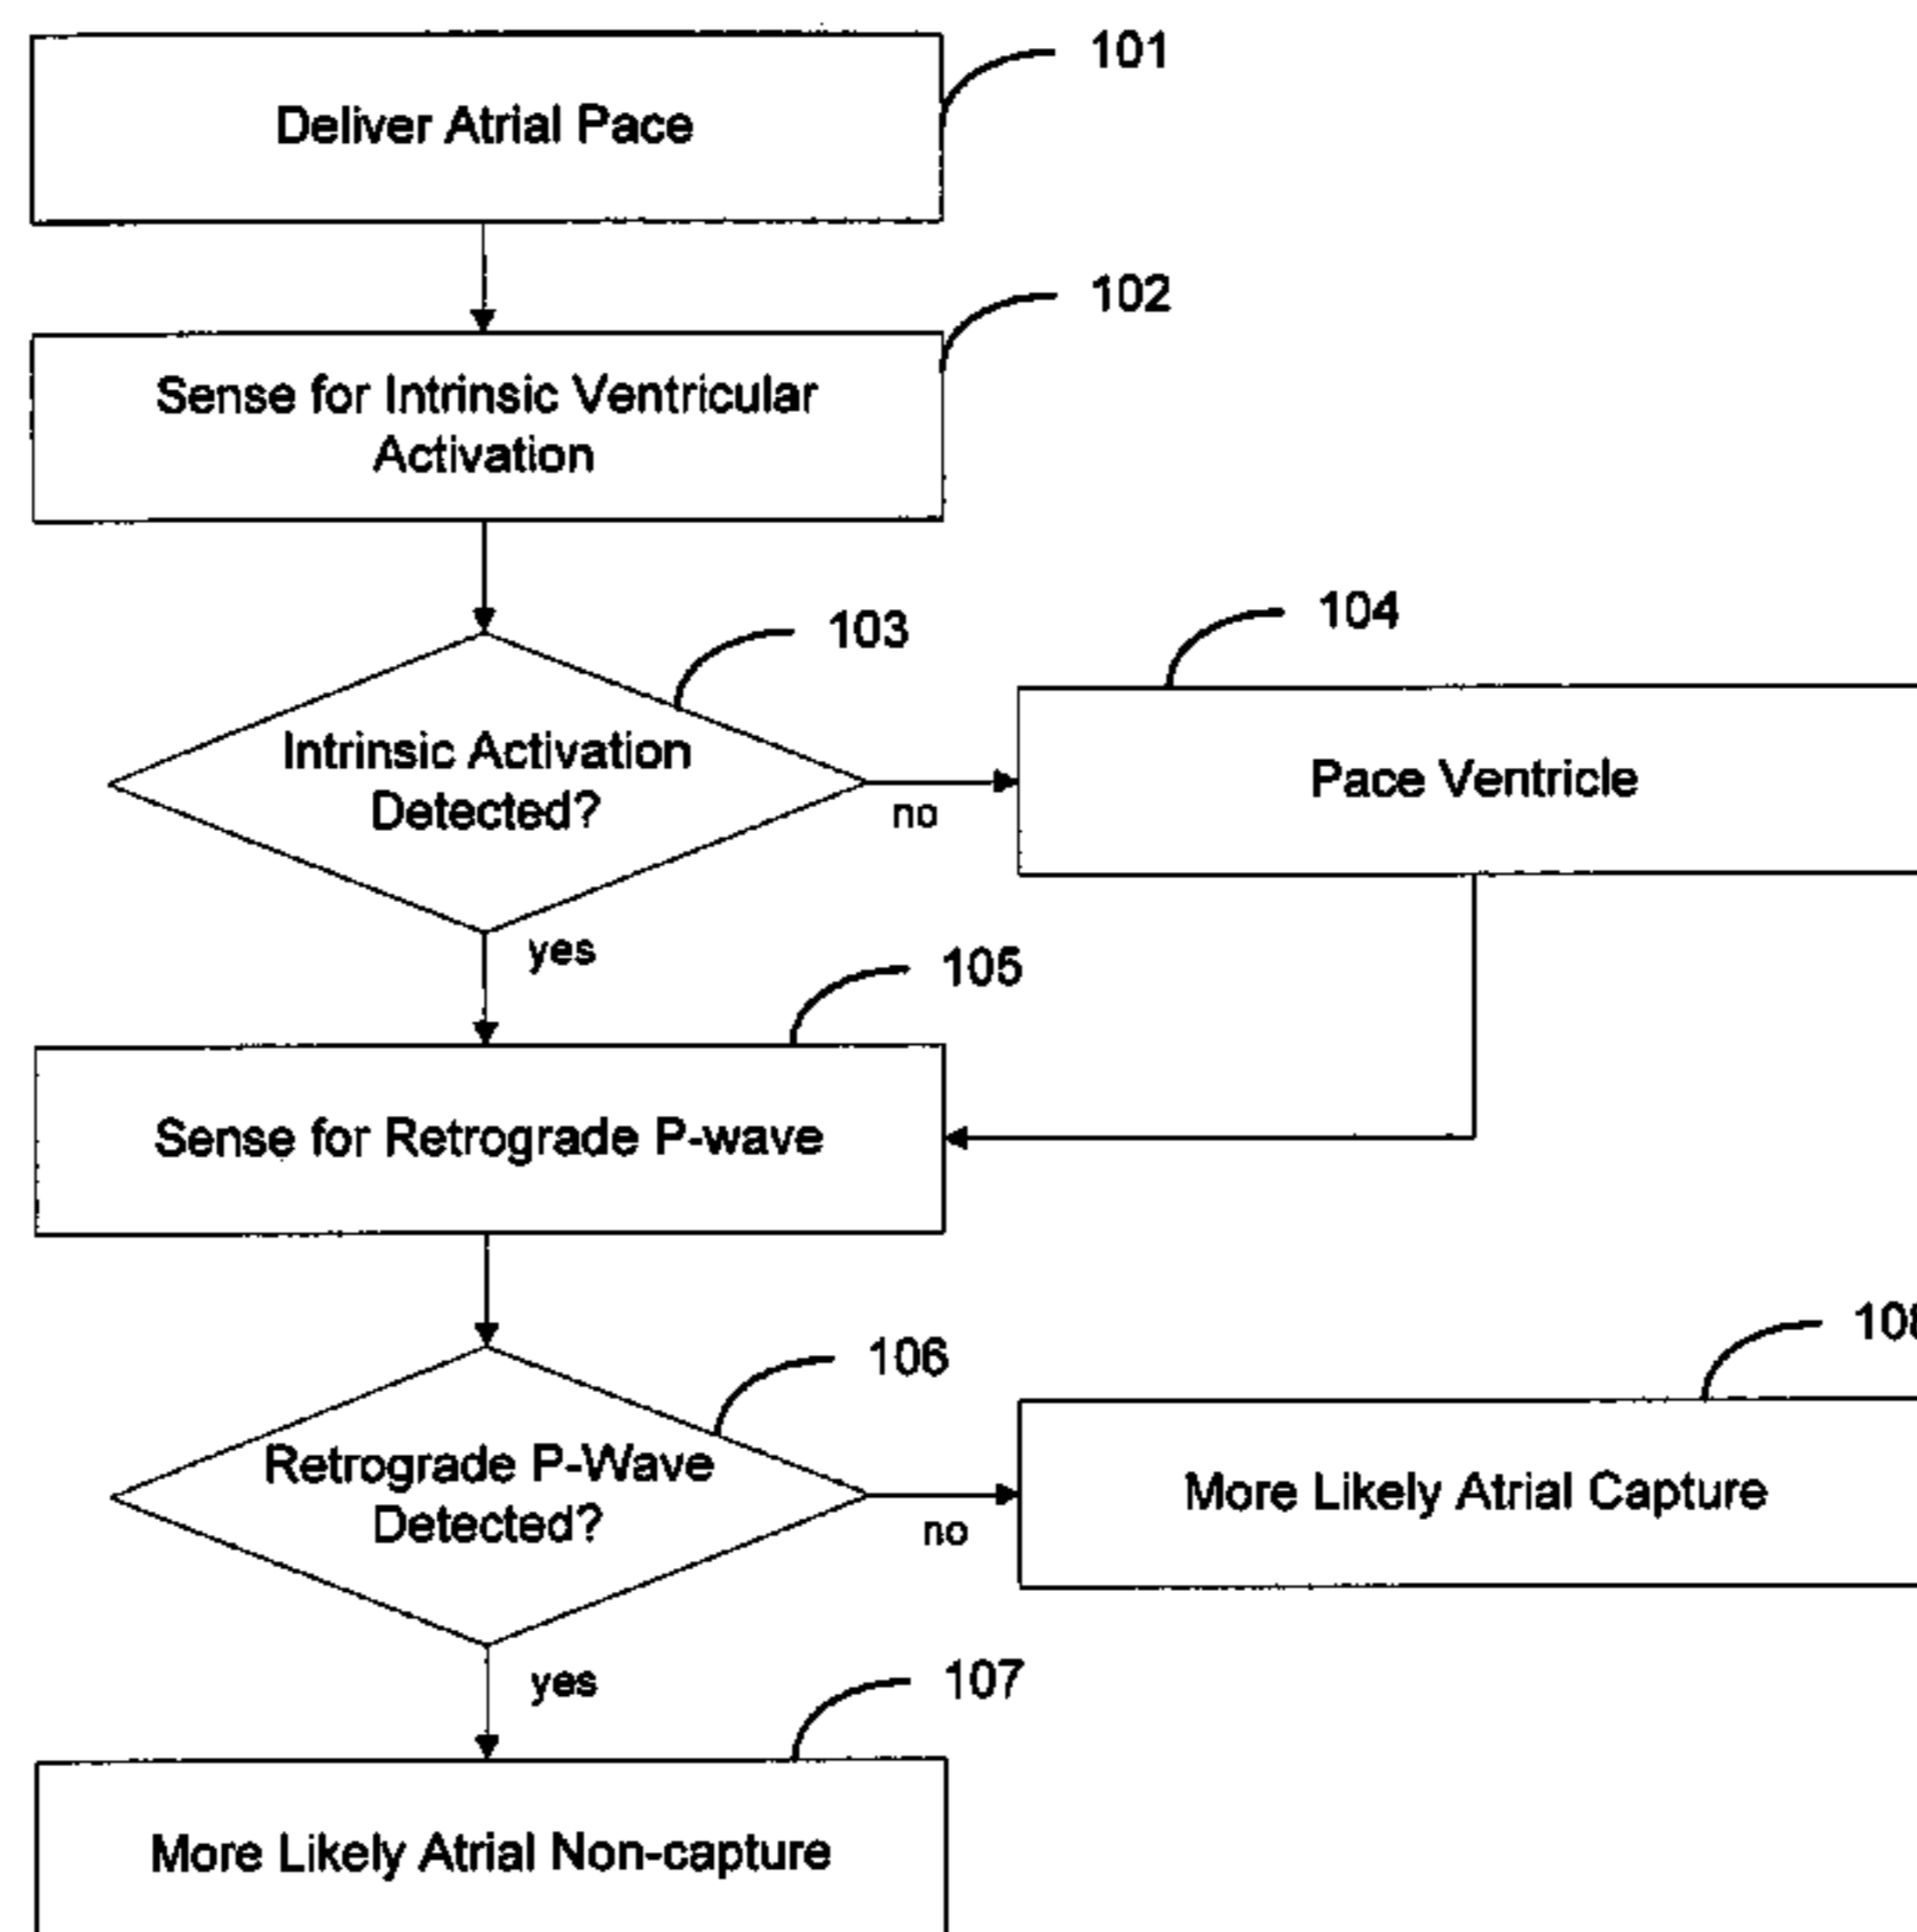 101
Deliver Atrial Pace
102
Sense for Intrinsic Ventricular
Activation
103
Intrinsic Activation
Detected?
no
104
Pace Ventricle
yes
105
Sense for Retrograde P-wave
106
Retrograde P-Wave
Detected?
no
108
More Likely Atrial Capture
yes
107
More Likely Atrial Non-capture